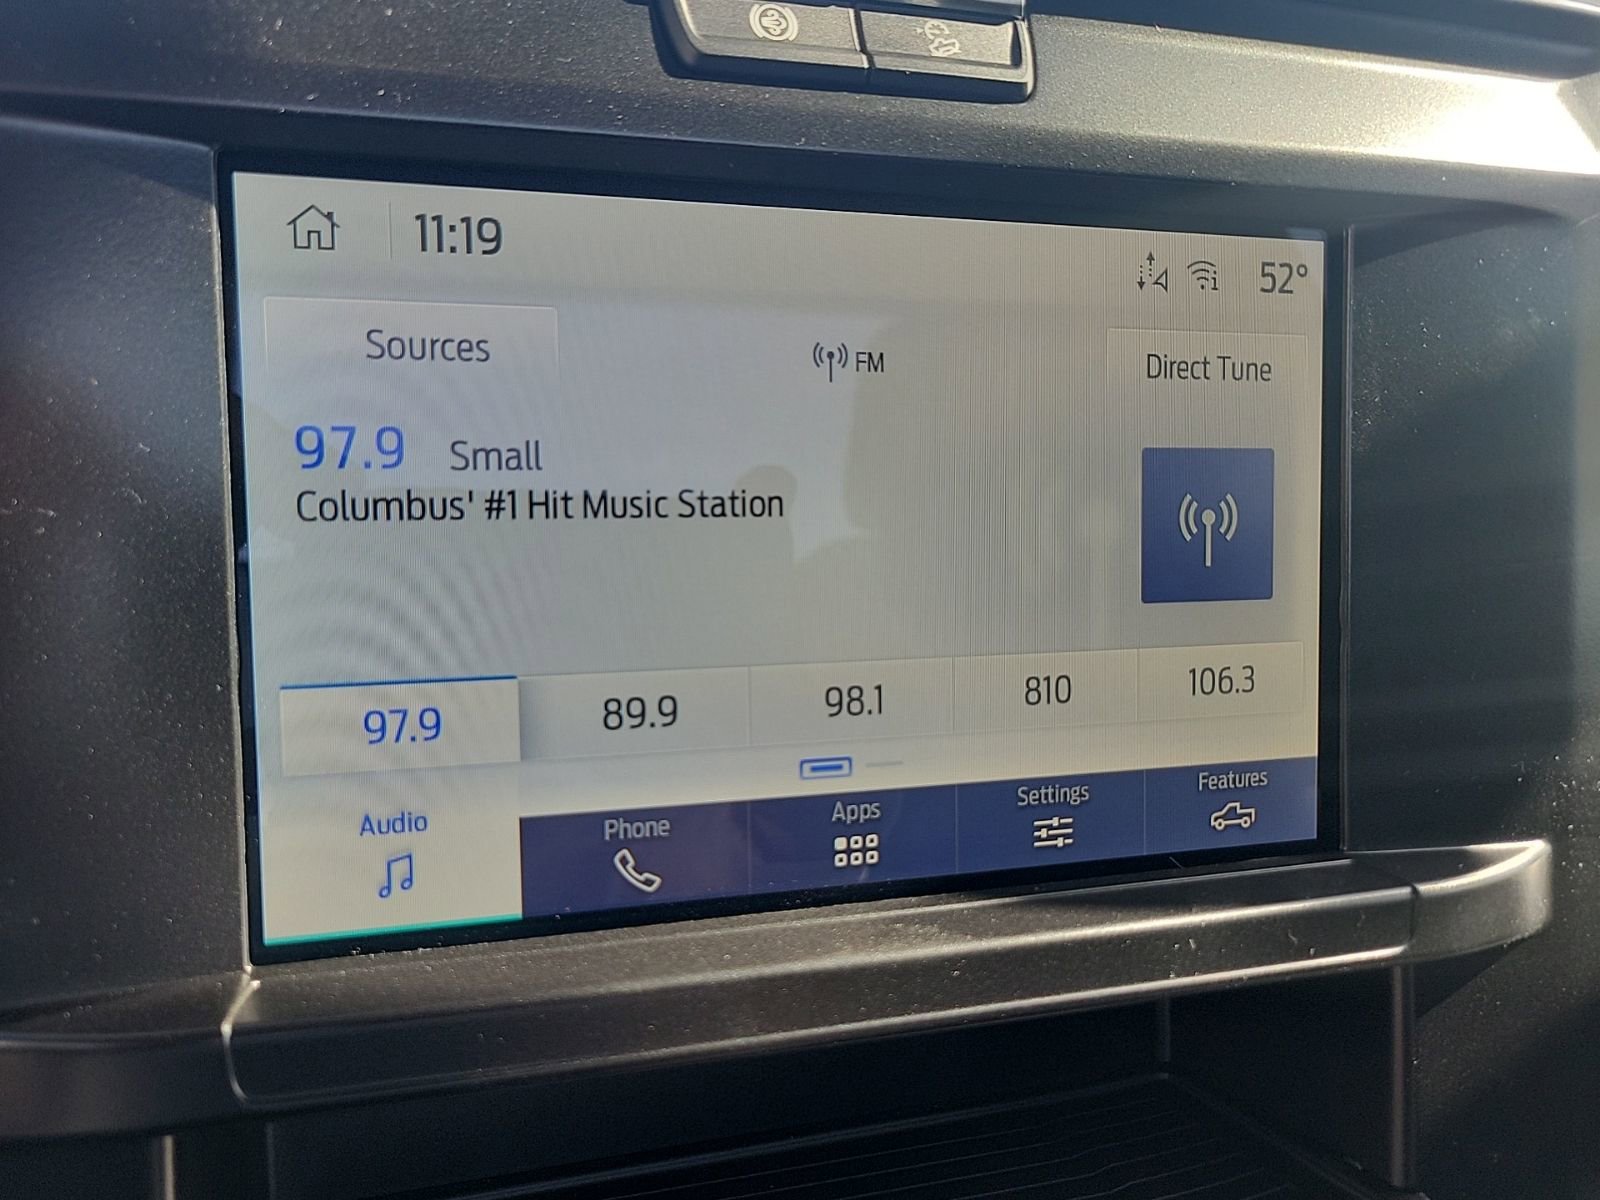 11:19
52°
Sources
FM
Direct Tune
97.9 Small
Columbus' #1 Hit Music Station
97.9 89.9 98.1 810 106.3
Audio Phone Apps Settings Features